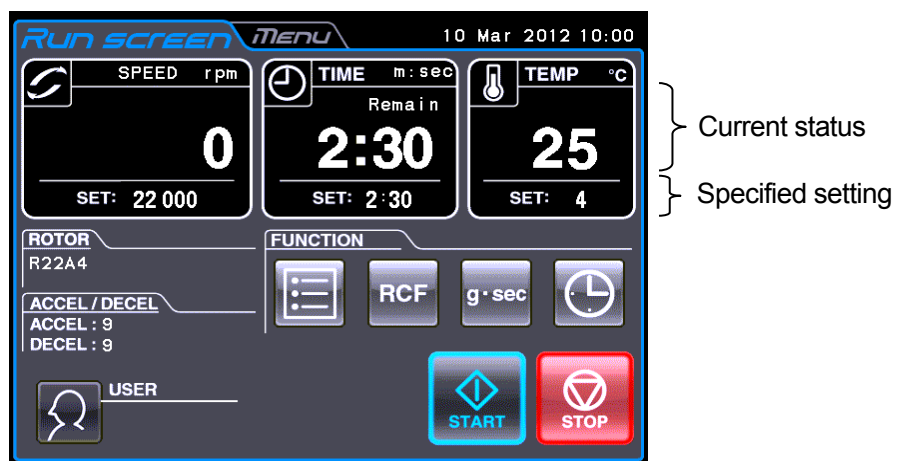 Run screen Menu 10 Mar 2012 10:00
SPEED rpm
0
SET: 22 000
TIME m:sec
Remain
2:30
SET: 2:30
TEMP °C
25
SET: 4
Current status
Specified setting
ROTOR
R22A4
ACCEL / DECEL
ACCEL : 9
DECEL : 9
FUNCTION
RCF
g·sec
USER
START
STOP